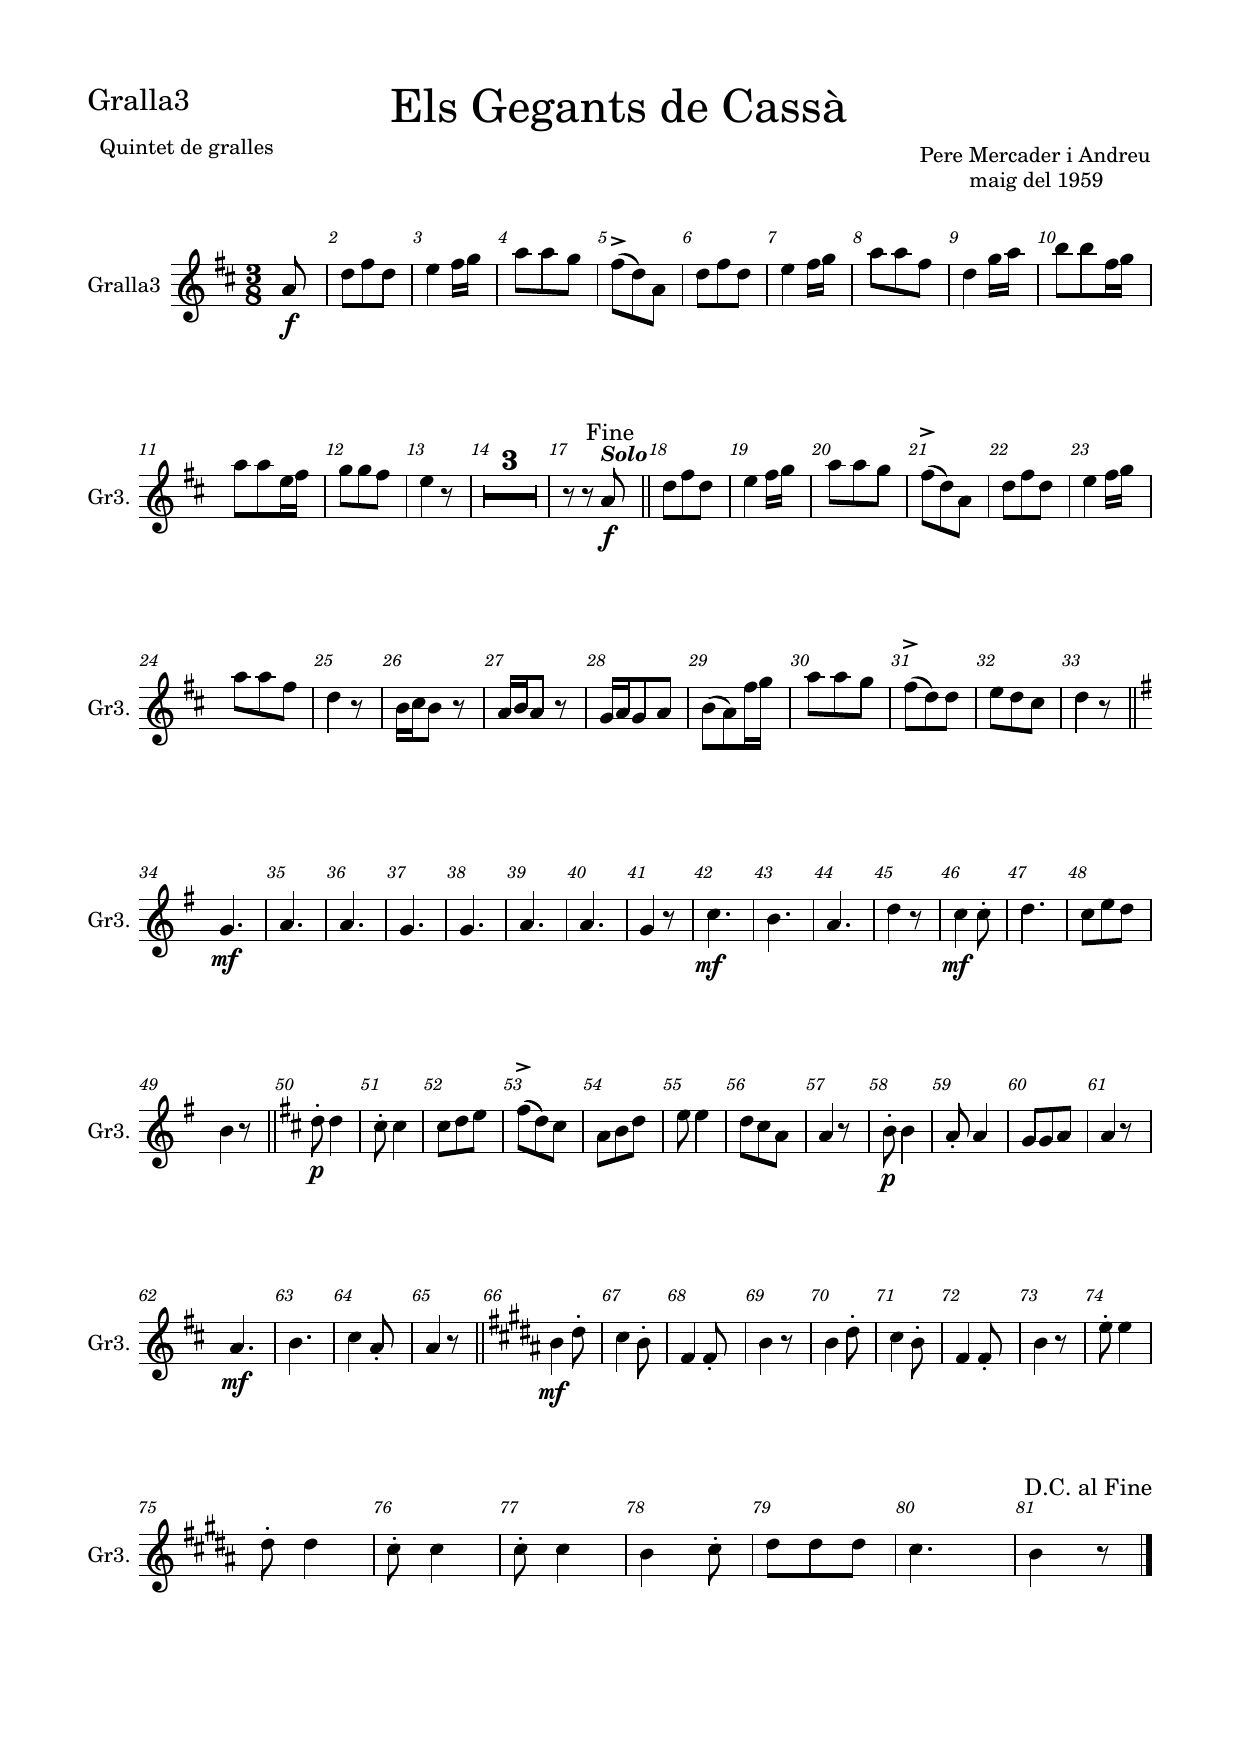 Gralla3
Els Gegants de Cassà
Quintet de gralles
Pere Mercader i Andreu
maig del 1959
2 3 4 5 6 7 8 9 10
Gralla3
3
8
f
Fine
11 12 13 14 17 Solo 18 19 20 21 22 23
3
Gr3.
f
24 25 26 27 28 29 30 31 32 33
Gr3.
34 35 36 37 38 39 40 41 42 43 44 45 46 47 48
Gr3.
mf mf mf
49 50 51 52 53 54 55 56 57 58 59 60 61
Gr3.
p p
62 63 64 65 66 67 68 69 70 71 72 73 74
Gr3.
mf mf
D.C. al Fine
75 76 77 78 79 80 81
Gr3.